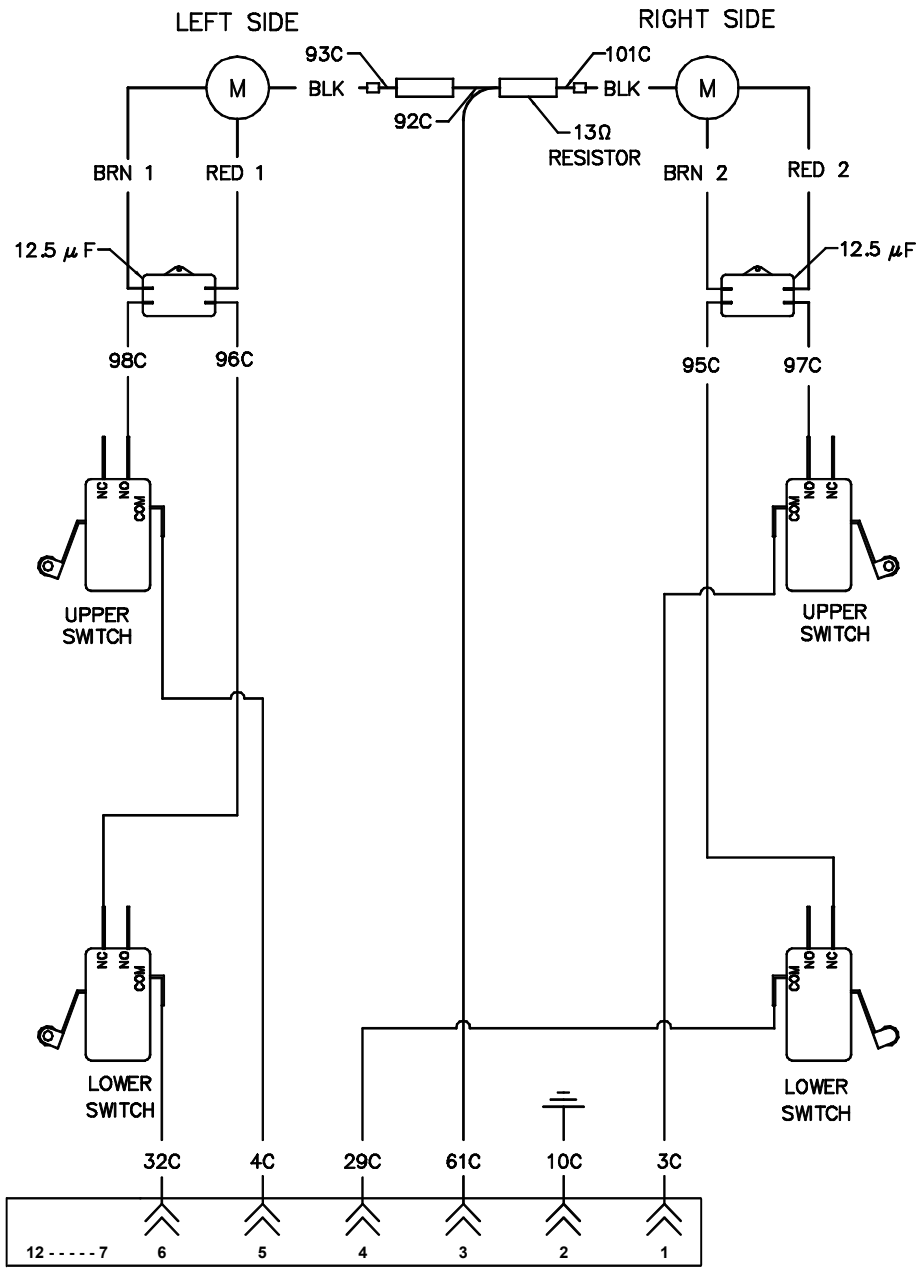 LEFT SIDE
RIGHT SIDE
93C
101C
M
BLK
BLK
M
92C
13Ω
RESISTOR
BRN 1
RED 1
BRN 2
RED 2
12.5 µF
12.5 µF
98C
96C
95C
97C
NC
NO
COM
COM
NO
NC
UPPER
SWITCH
UPPER
SWITCH
NC
NO
COM
COM
NO
NC
LOWER
SWITCH
LOWER
SWITCH
32C
4C
29C
61C
10C
3C
12 - - - - - 7
6
5
4
3
2
1